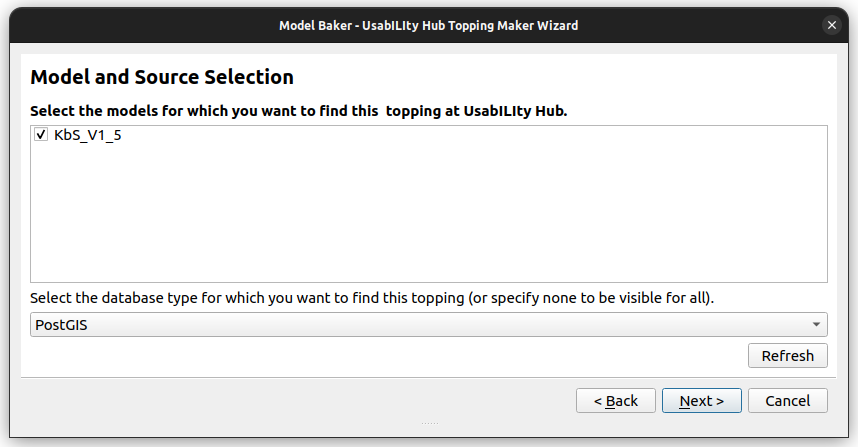 Model Baker - UsabILIty Hub Topping Maker Wizard
Model and Source Selection
Select the models for which you want to find this  topping at UsabILIty Hub.
KbS_V1_5
Select the database type for which you want to find this topping (or specify none to be visible for all).
PostGIS
Refresh
< Back Next > Cancel